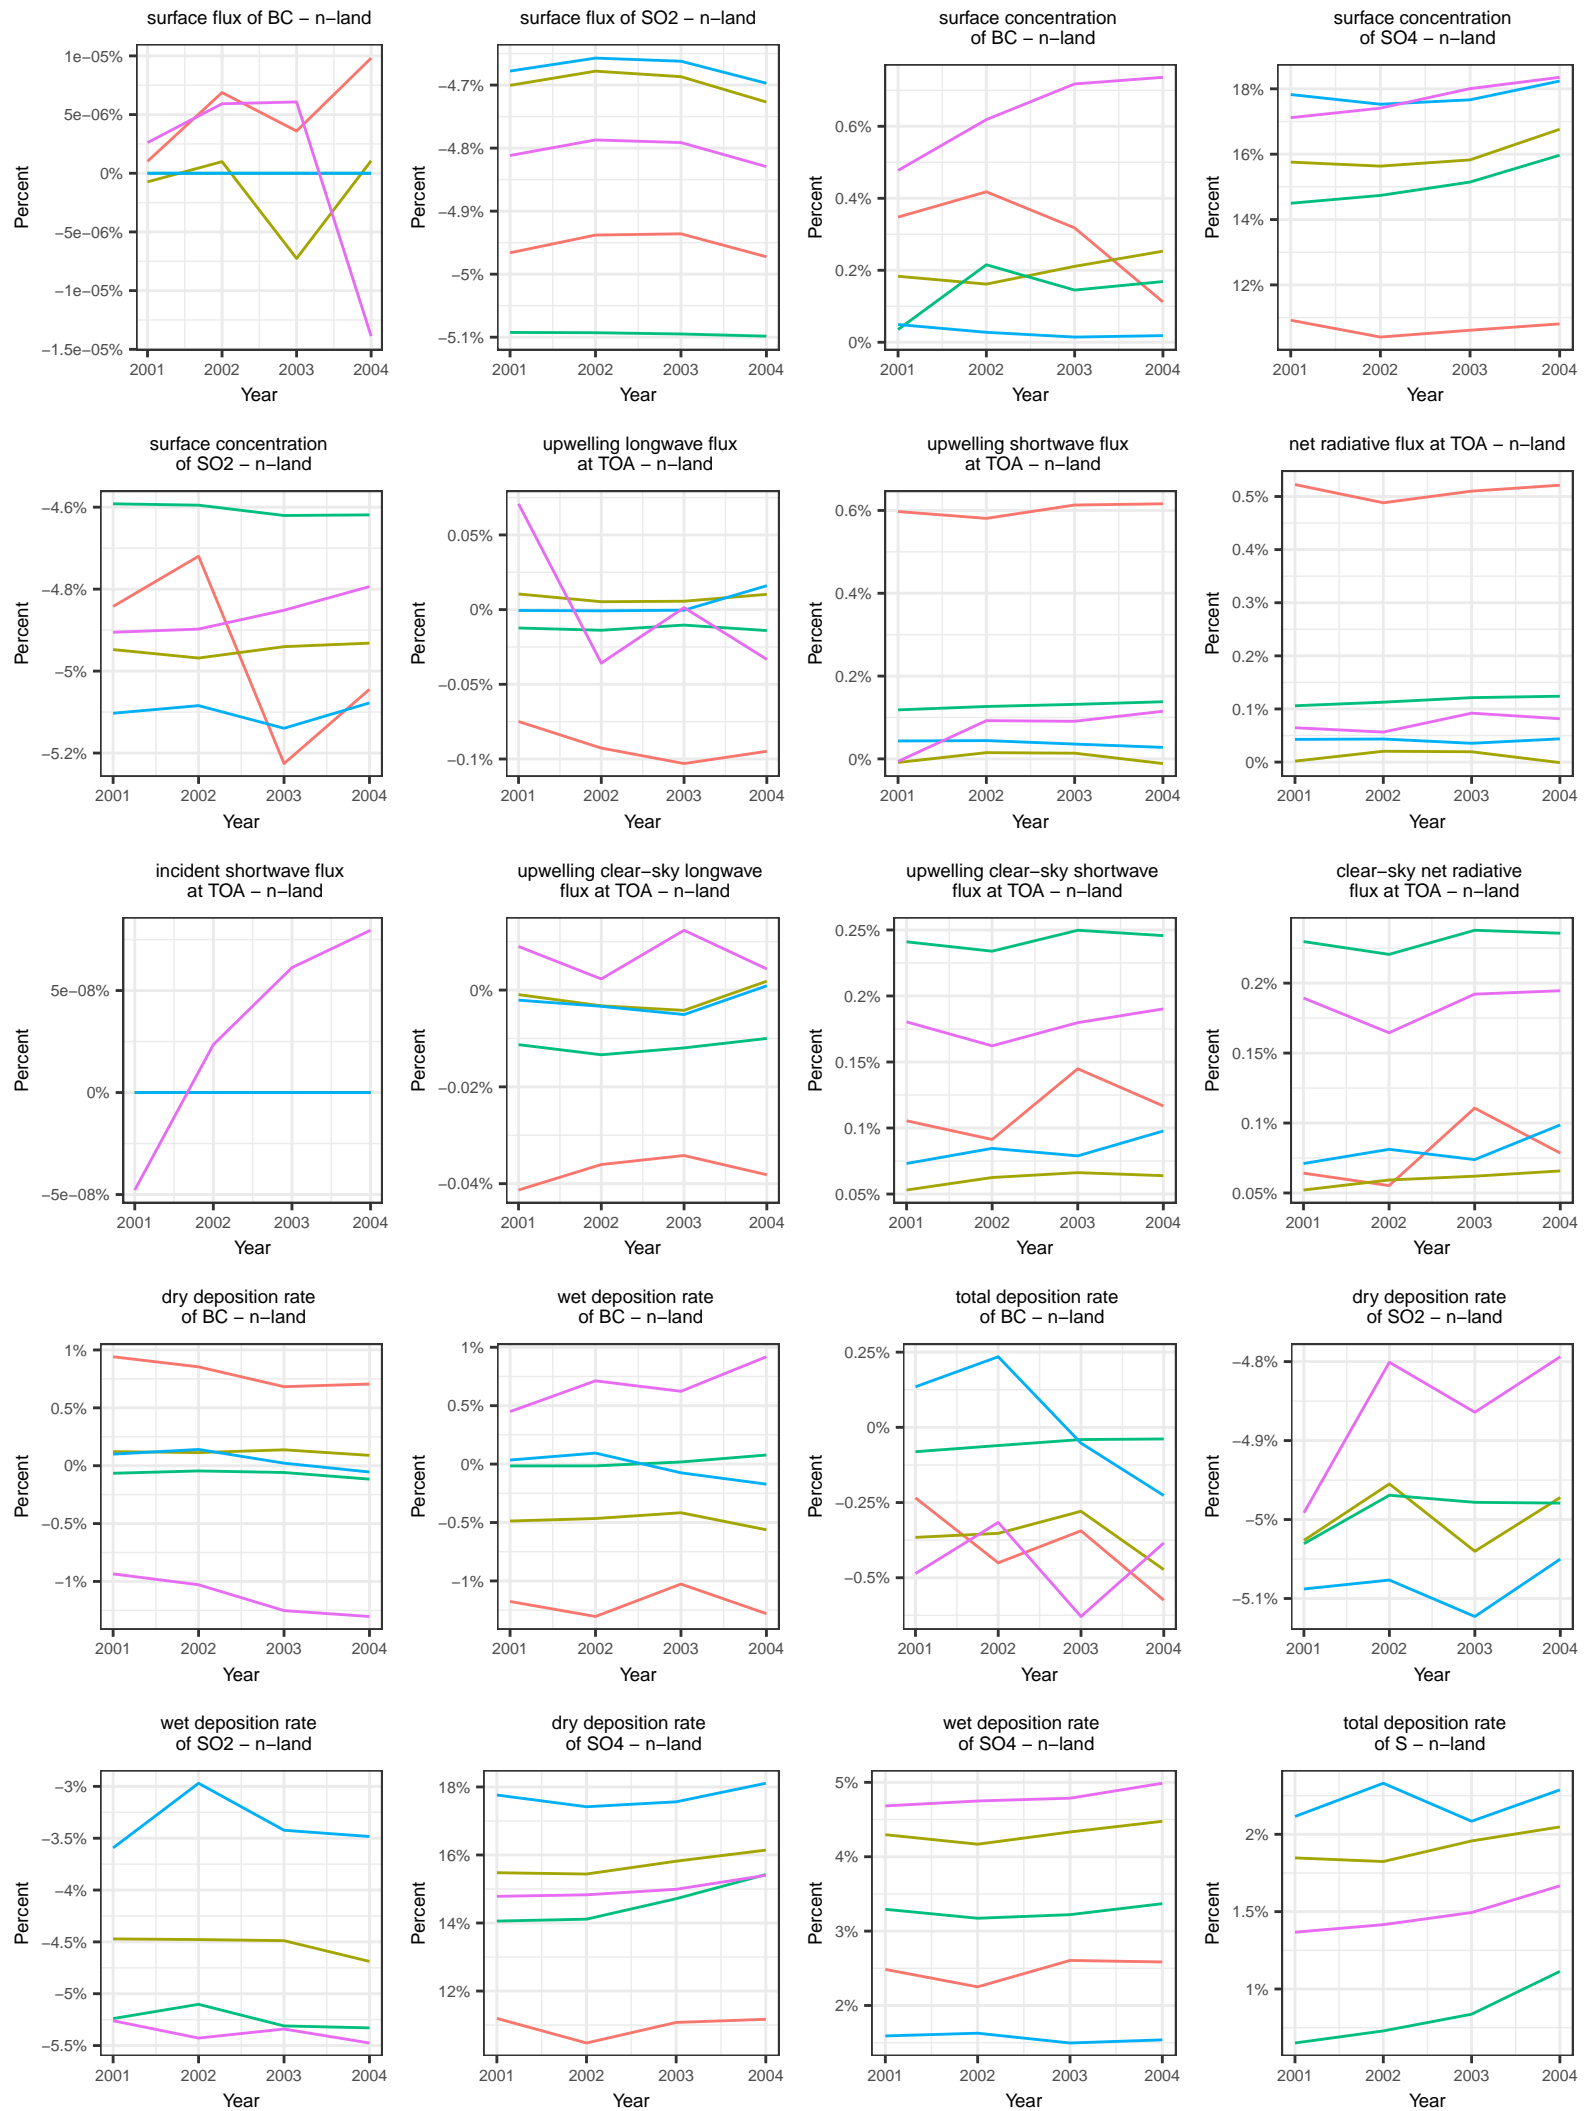 surface flux of BC − n−land
1e−05%
5e−06%
0%
−5e−06%
−1e−05%
−1.5e−05%
Percent
2001 2002 2003 2004
Year
surface flux of SO2 − n−land
−4.7%
−4.8%
−4.9%
−5%
−5.1%
Percent
2001 2002 2003 2004
Year
surface concentration
of BC − n−land
0.6%
0.4%
0.2%
0%
Percent
2001 2002 2003 2004
Year
surface concentration
of SO4 − n−land
18%
16%
14%
12%
Percent
2001 2002 2003 2004
Year
surface concentration
of SO2 − n−land
−4.6%
−4.8%
−5%
−5.2%
Percent
2001 2002 2003 2004
Year
upwelling longwave flux
at TOA − n−land
0.05%
0%
−0.05%
−0.1%
Percent
2001 2002 2003 2004
Year
upwelling shortwave flux
at TOA − n−land
0.6%
0.4%
0.2%
0%
Percent
2001 2002 2003 2004
Year
net radiative flux at TOA − n−land
0.5%
0.4%
0.3%
0.2%
0.1%
0%
Percent
2001 2002 2003 2004
Year
incident shortwave flux
at TOA − n−land
5e−08%
0%
−5e−08%
Percent
2001 2002 2003 2004
Year
upwelling clear−sky longwave
flux at TOA − n−land
0%
−0.02%
−0.04%
Percent
2001 2002 2003 2004
Year
upwelling clear−sky shortwave
flux at TOA − n−land
0.25%
0.2%
0.15%
0.1%
0.05%
Percent
2001 2002 2003 2004
Year
clear−sky net radiative
flux at TOA − n−land
0.2%
0.15%
0.1%
0.05%
Percent
2001 2002 2003 2004
Year
dry deposition rate
of BC − n−land
1%
0.5%
0%
−0.5%
−1%
Percent
2001 2002 2003 2004
Year
wet deposition rate
of BC − n−land
1%
0.5%
0%
−0.5%
−1%
Percent
2001 2002 2003 2004
Year
total deposition rate
of BC − n−land
0.25%
0%
−0.25%
−0.5%
Percent
2001 2002 2003 2004
Year
dry deposition rate
of SO2 − n−land
−4.8%
−4.9%
−5%
−5.1%
Percent
2001 2002 2003 2004
Year
wet deposition rate
of SO2 − n−land
−3%
−3.5%
−4%
−4.5%
−5%
−5.5%
Percent
2001 2002 2003 2004
Year
dry deposition rate
of SO4 − n−land
18%
16%
14%
12%
Percent
2001 2002 2003 2004
Year
wet deposition rate
of SO4 − n−land
5%
4%
3%
2%
Percent
2001 2002 2003 2004
Year
total deposition rate
of S − n−land
2%
1.5%
1%
Percent
2001 2002 2003 2004
Year